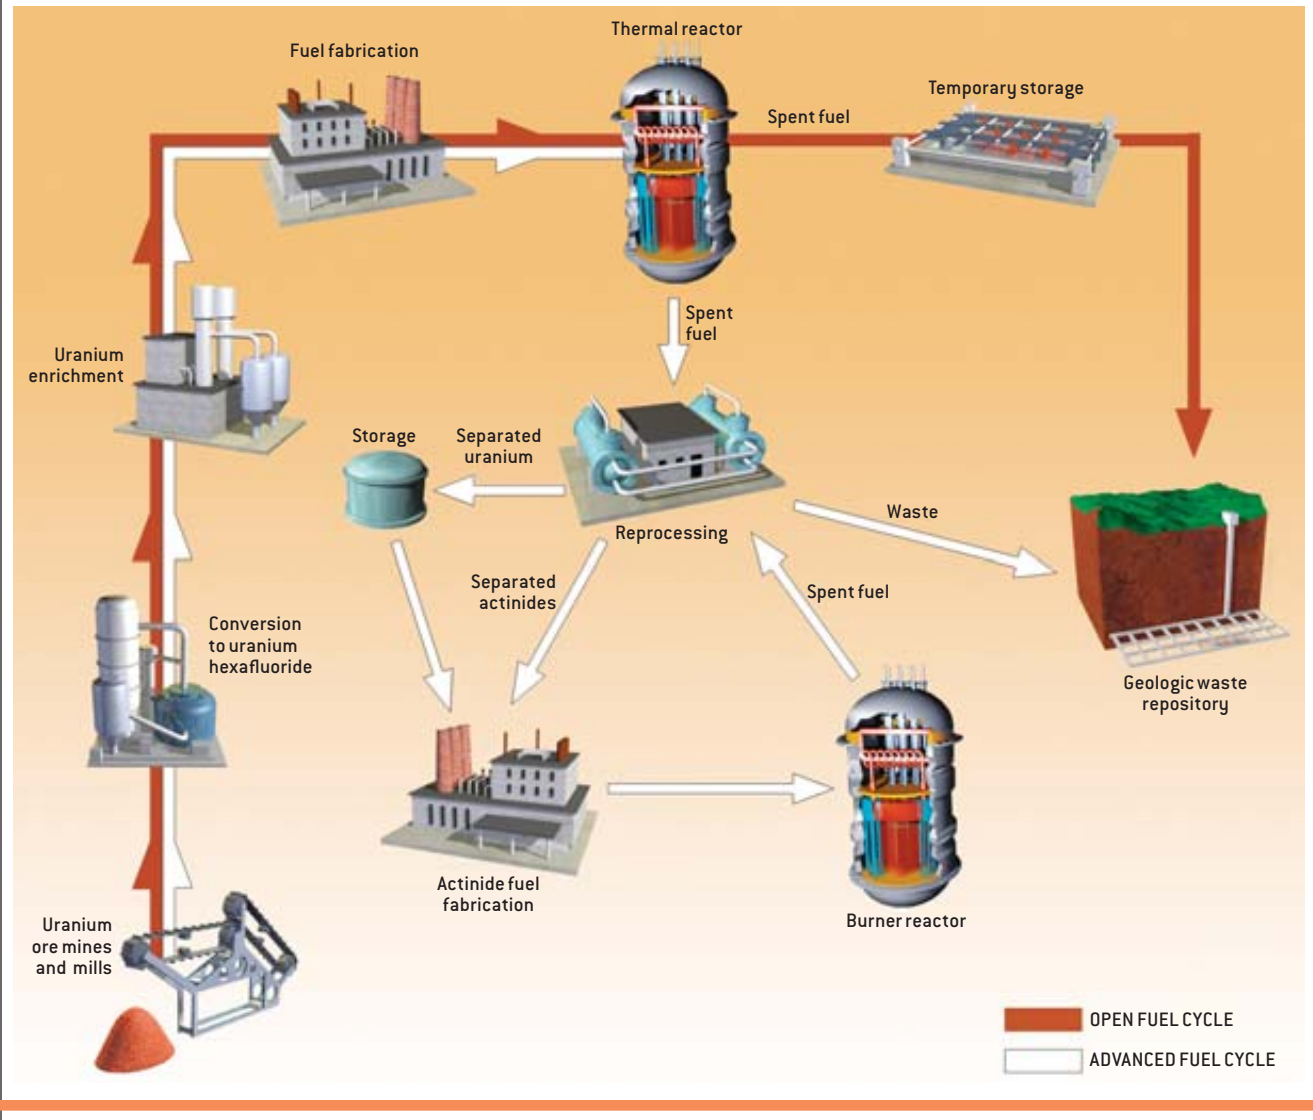 Thermal reactor
Fuel fabrication
Temporary storage
Spent fuel
Spent
fuel
Uranium
enrichment
Storage
Separated
uranium
Reprocessing
Waste
Separated
actinides
Spent fuel
Conversion
to uranium
hexafluoride
Geologic waste
repository
Actinide fuel
fabrication
Burner reactor
Uranium
ore mines
and mills
OPEN FUEL CYCLE
ADVANCED FUEL CYCLE